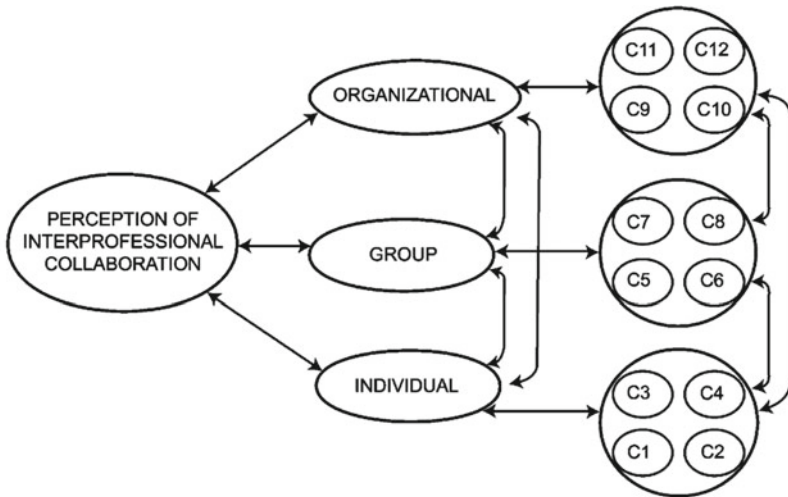 C11 C12
ORGANIZATIONAL
C9 C10
PERCEPTION OF
INTERPROFESSIONAL
COLLABORATION
C7 C8
GROUP
C5 C6
INDIVIDUAL
C3 C4
C1 C2